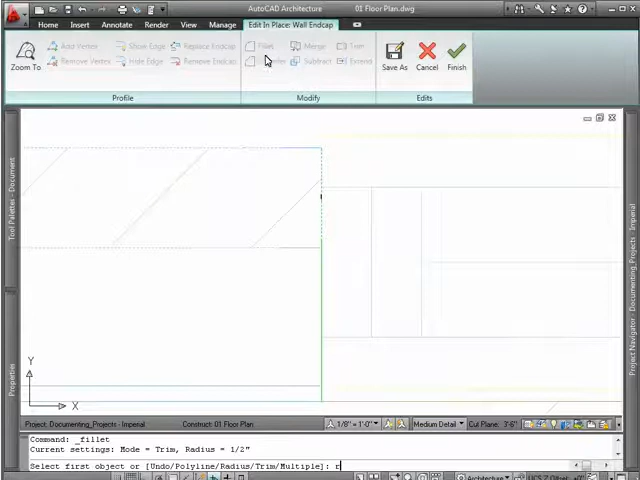 AutoCAD Architecture 01 Floor Plan.dwg
Home Insert Annotate Render View Manage Edit In Place: Wall Endcap
Zoom To
Add Vertex Show Edge Replace Endcap
Remove Vertex Hide Edge Remove Endcap
Profile
Fillet Merge Trim
Subtract Extend
Modify
Save As Cancel Finish
Edits
Tool Palettes - Document
Properties
Project Navigator - Documenting_Projects - Imperial
Y
X
Project: Documenting_Projects - Imperial Construct: 01 Floor Plan 1/8" = 1'-0" Medium Detail Cut Plane: 3'-6"
Command: _fillet
Current settings: Mode = Trim, Radius = 1/2"
Select first object or [Undo/Polyline/Radius/Trim/Multiple]: r
Architecture UCS Z Offset